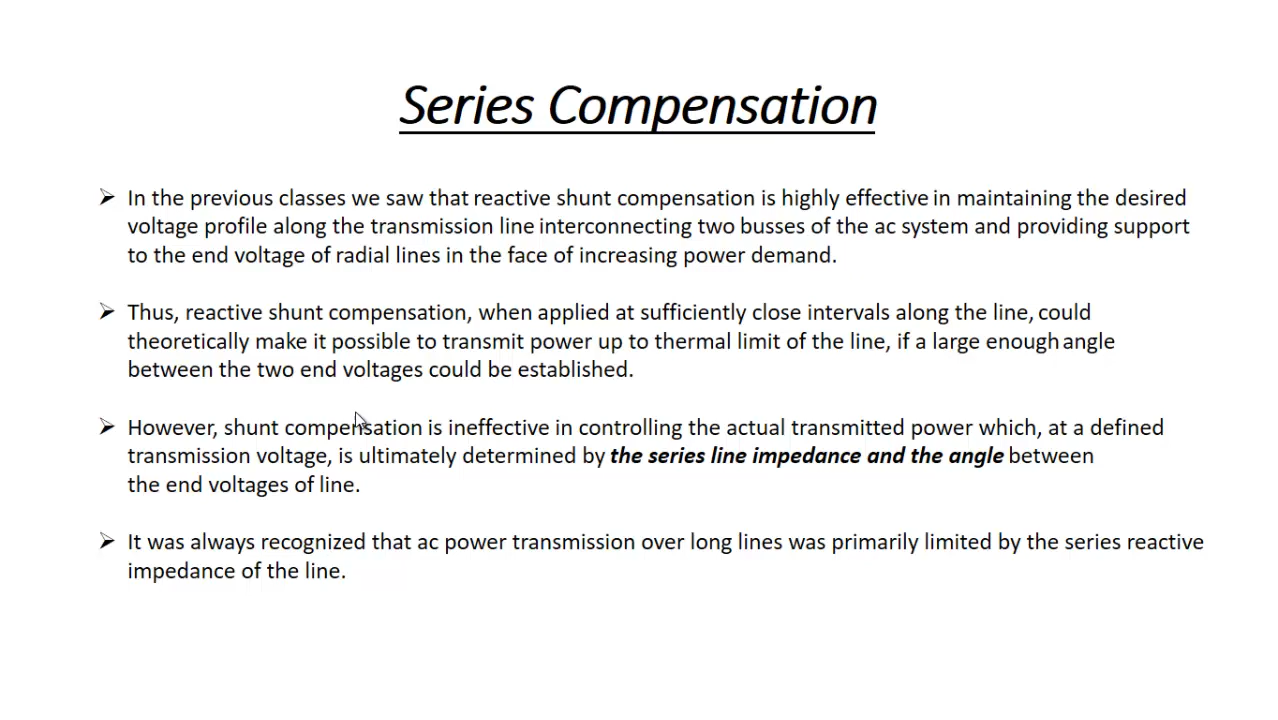 Series Compensation
➢ In the previous classes we saw that reactive shunt compensation is highly effective in maintaining the desired
voltage profile along the transmission line interconnecting two busses of the ac system and providing support
to the end voltage of radial lines in the face of increasing power demand.
➢ Thus, reactive shunt compensation, when applied at sufficiently close intervals along the line, could
theoretically make it possible to transmit power up to thermal limit of the line, if a large enough angle
between the two end voltages could be established.
➢ However, shunt compensation is ineffective in controlling the actual transmitted power which, at a defined
transmission voltage, is ultimately determined by the series line impedance and the angle between
the end voltages of line.
➢ It was always recognized that ac power transmission over long lines was primarily limited by the series reactive
impedance of the line.